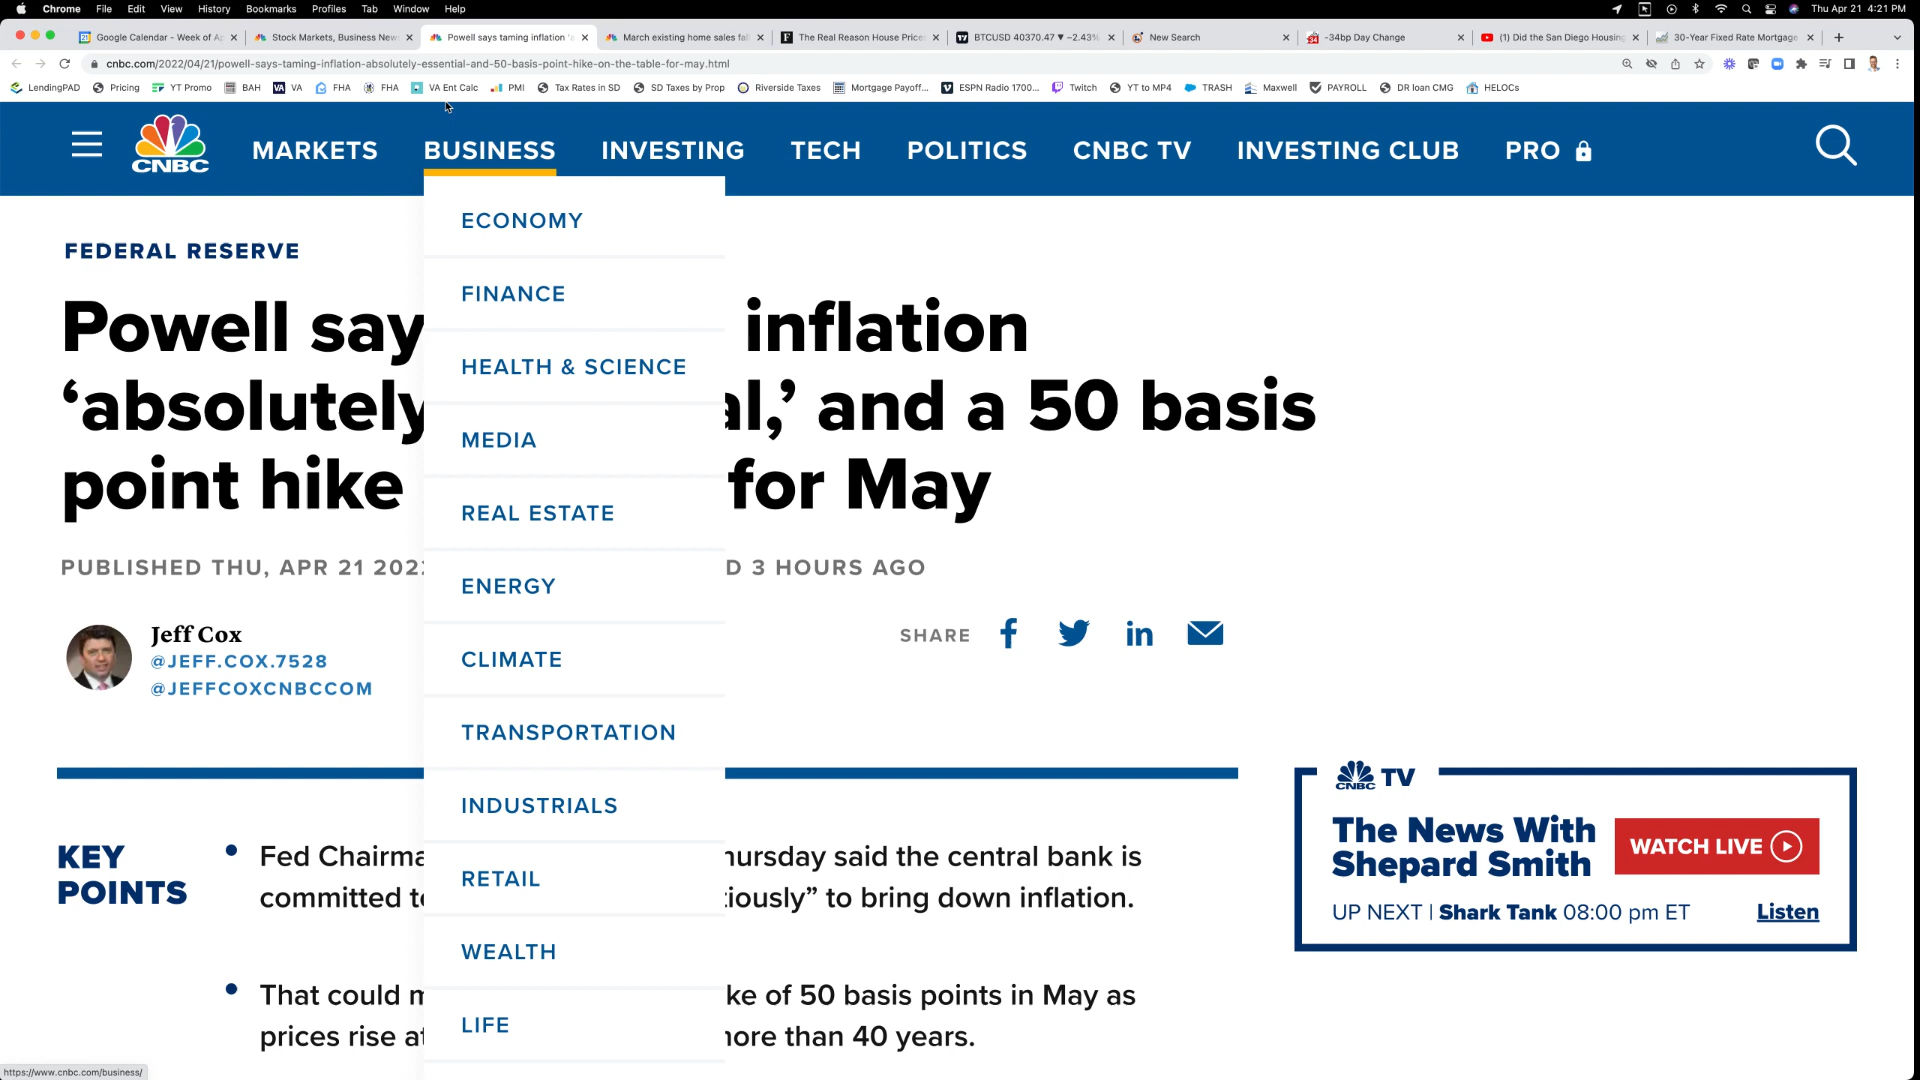 Chrome File Edit View History Bookmarks Profiles Tab Window Help Thu Apr 21 4:21 PM
Google Calendar - Week of Ap Stock Markets, Business News Powell says taming inflation 'a March existing home sales fal The Real Reason House Prices BTCUSD 40370.47 ▼ −2.43% New Search -34bp Day Change (1) Did the San Diego Housing 30-Year Fixed Rate Mortgage
cnbc.com/2022/04/21/powell-says-taming-inflation-absolutely-essential-and-50-basis-point-hike-on-the-table-for-may.html
LendingPAD Pricing YT Promo BAH VA FHA FHA VA Ent Calc PMI Tax Rates in SD SD Taxes by Prop Riverside Taxes Mortgage Payoff... ESPN Radio 1700... Twitch YT to MP4 TRASH Maxwell PAYROLL DR loan CMG HELOCs
CNBC MARKETS BUSINESS INVESTING TECH POLITICS CNBC TV INVESTING CLUB PRO
ECONOMY
FINANCE
HEALTH & SCIENCE
MEDIA
REAL ESTATE
ENERGY
CLIMATE
TRANSPORTATION
INDUSTRIALS
RETAIL
WEALTH
LIFE
FEDERAL RESERVE
Powell say inflation
‘absolutely al,’ and a 50 basis
point hike for May
PUBLISHED THU, APR 21 202 D 3 HOURS AGO
Jeff Cox
@JEFF.COX.7528
@JEFFCOXCNBCCOM
SHARE
KEY
POINTS
Fed Chairma hursday said the central bank is
committed t iously” to bring down inflation.
That could m ke of 50 basis points in May as
prices rise a ore than 40 years.
CNBC TV
The News With
Shepard Smith
WATCH LIVE
UP NEXT | Shark Tank 08:00 pm ET Listen
https://www.cnbc.com/business/